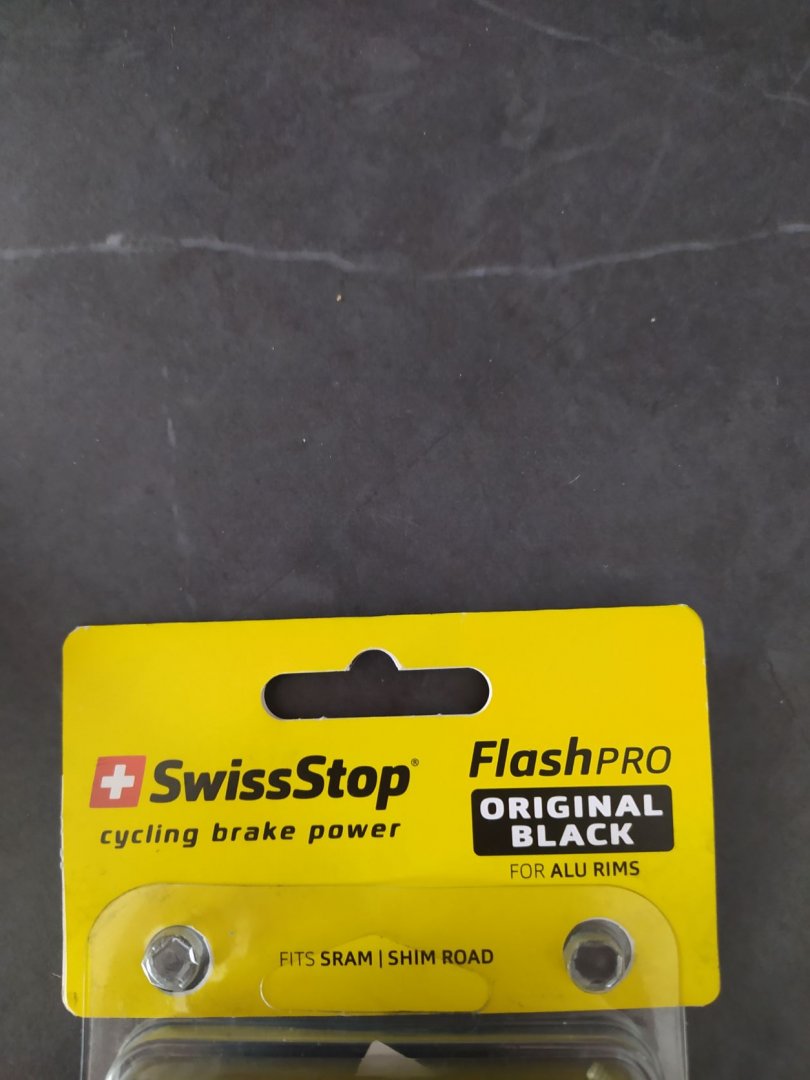 SwissStop®
cycling brake power
FlashPRO
ORIGINAL
BLACK
FOR ALU RIMS
FITS SRAM | SHIM ROAD